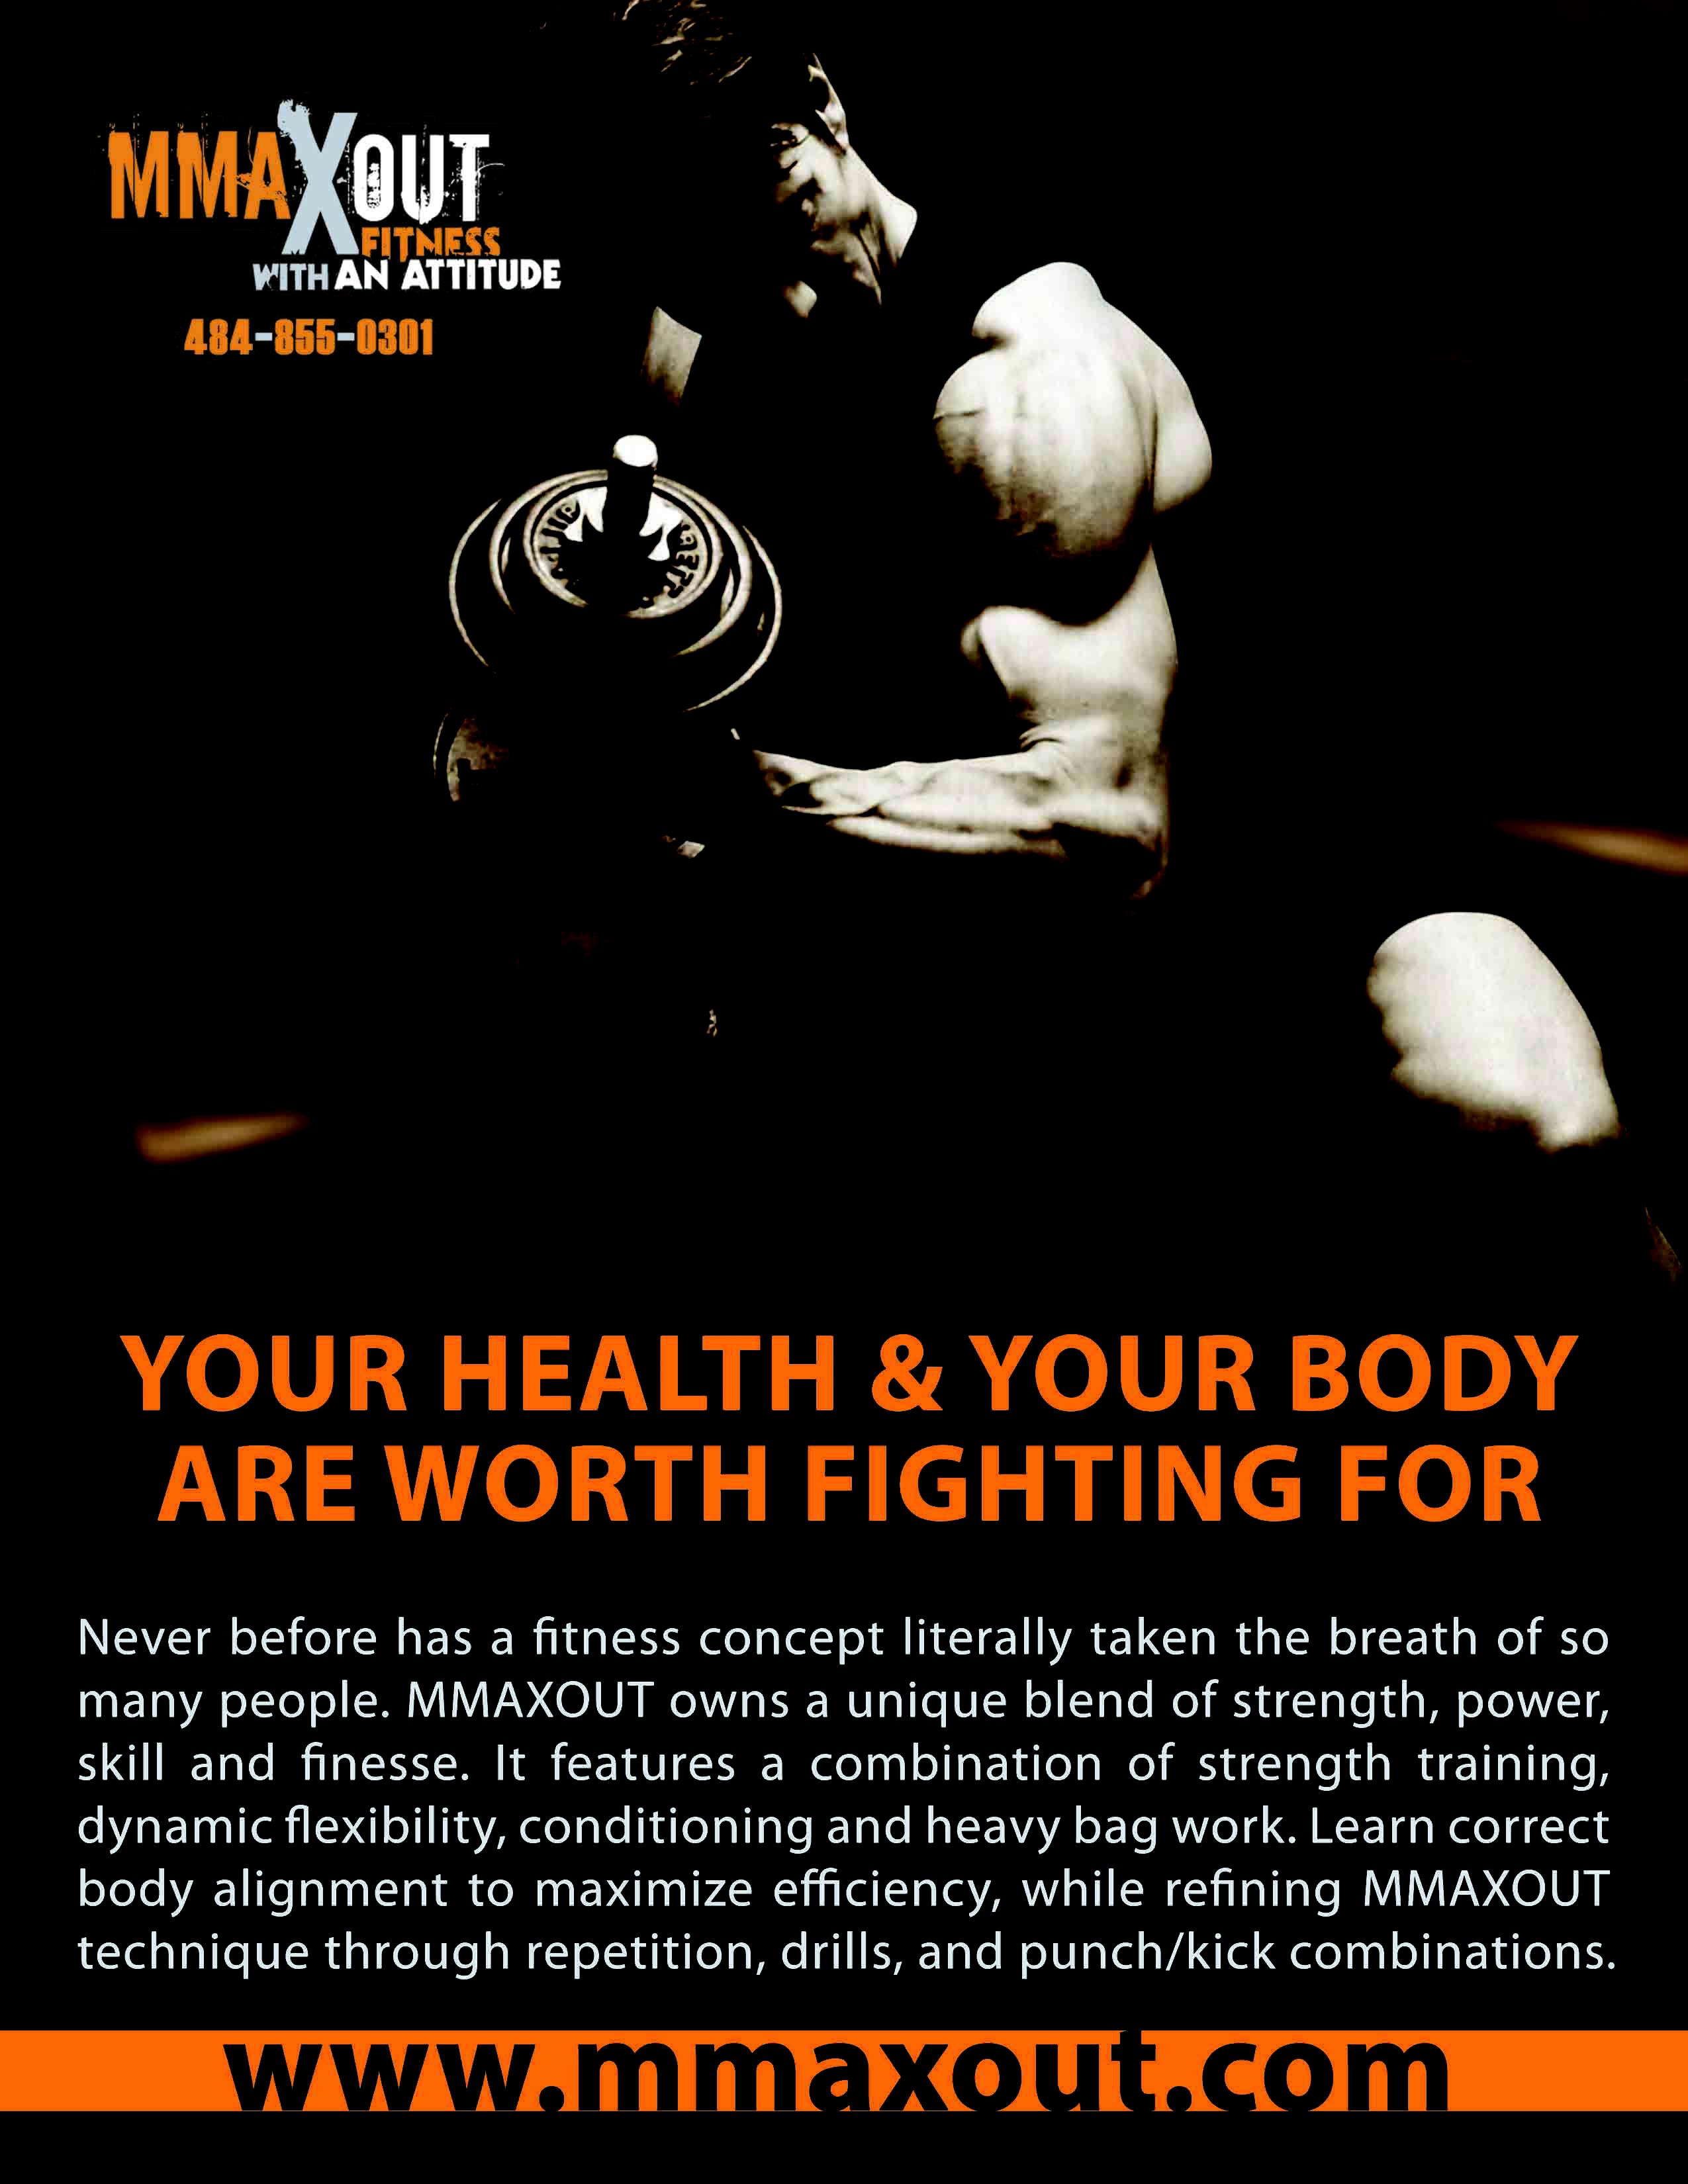 MMAXOUT
FITNESS
WITH AN ATTITUDE
484-855-0301
YOUR HEALTH & YOUR BODY
ARE WORTH FIGHTING FOR
Never before has a fitness concept literally taken the breath of so
many people. MMAXOUT owns a unique blend of strength, power,
skill and finesse. It features a combination of strength training,
dynamic flexibility, conditioning and heavy bag work. Learn correct
body alignment to maximize efficiency, while refining MMAXOUT
technique through repetition, drills, and punch/kick combinations.
www.mmaxout.com